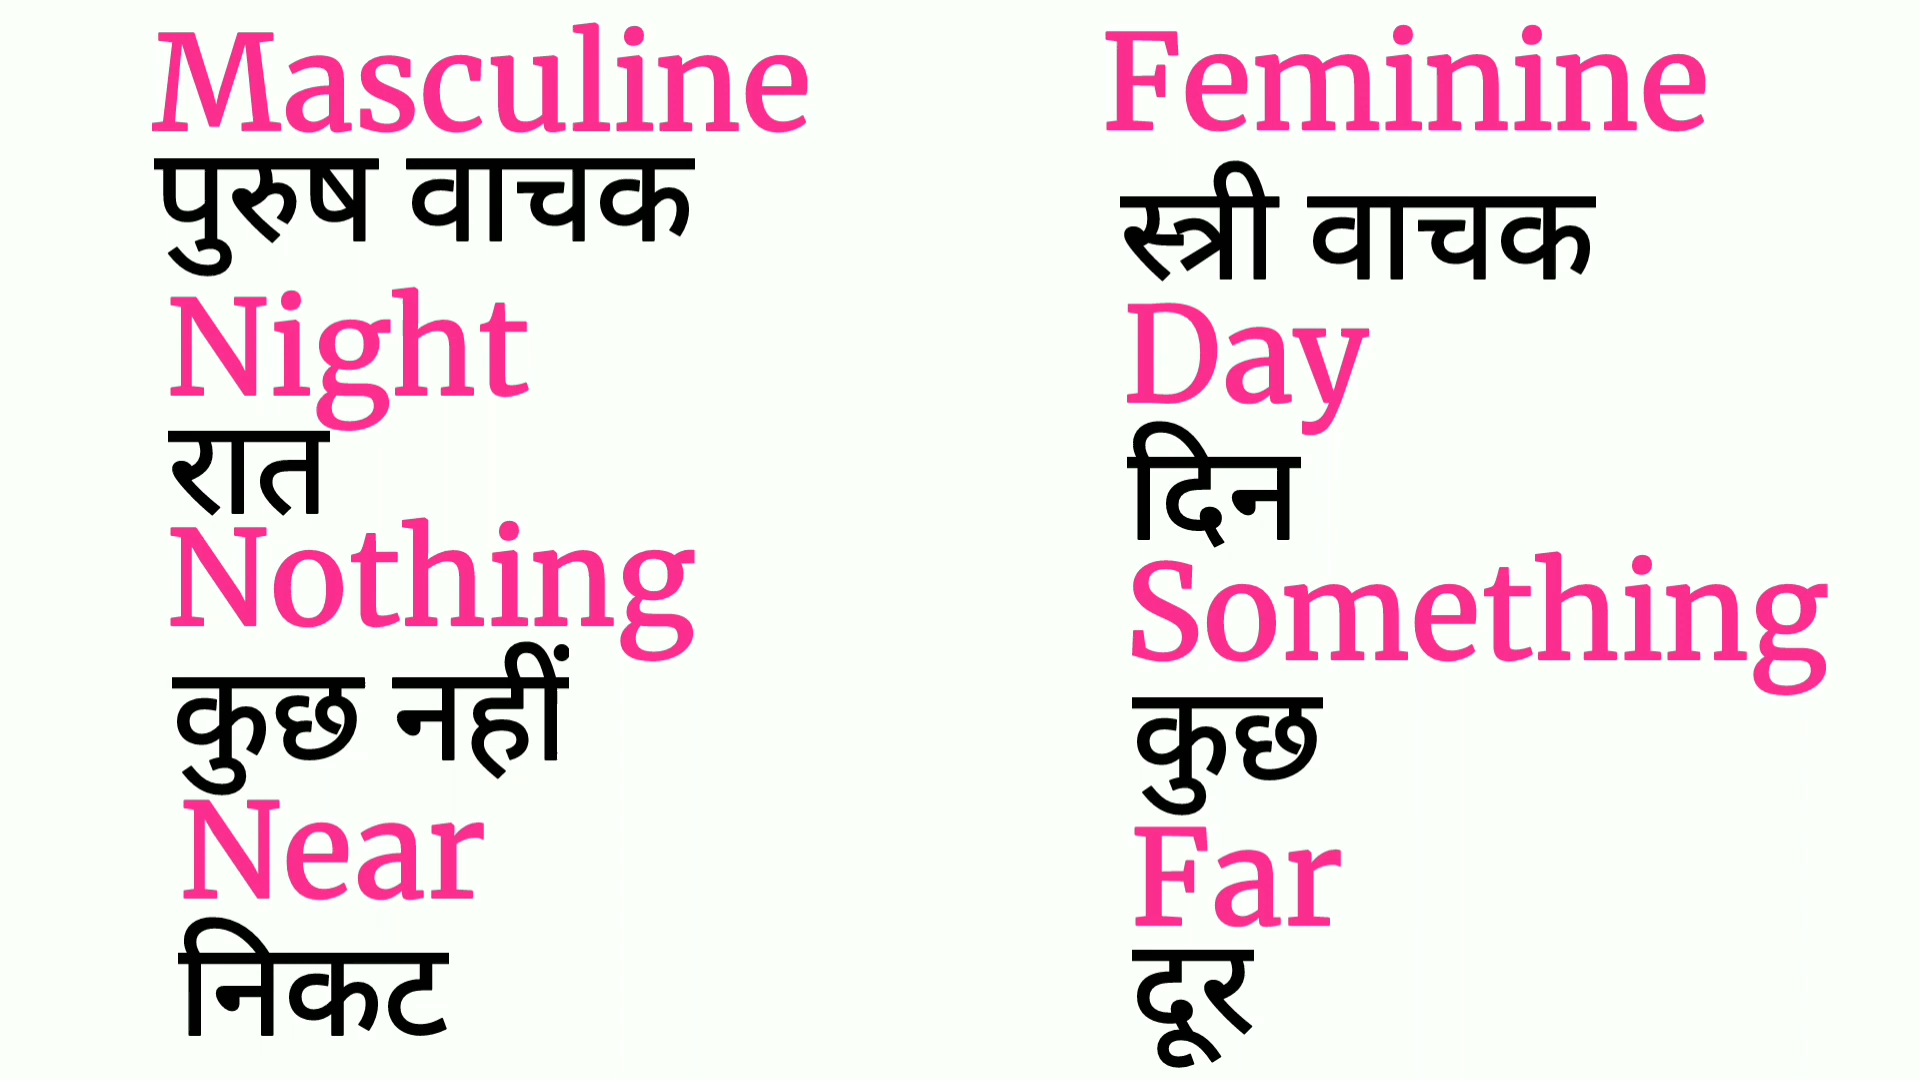 Masculine
पुरुष वाचक
Night
रात
Nothing
कुछ नहीं
Near
निकट
Feminine
स्त्री वाचक
Day
दिन
Something
कुछ
Far
दूर